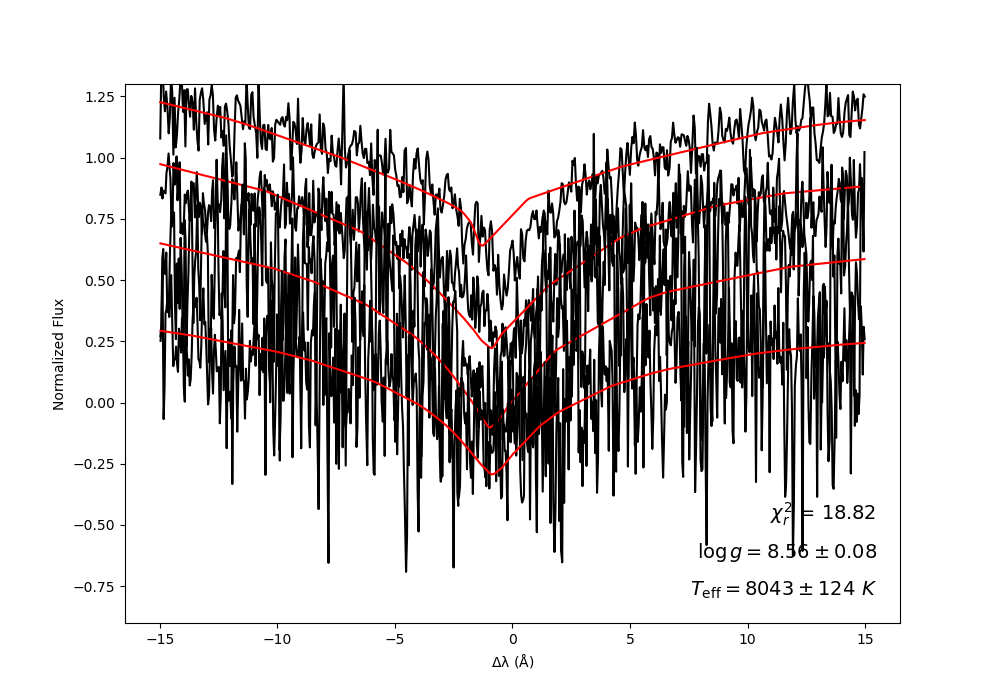 1.25
1.00
0.75
0.50
0.25
0.00
−0.25
−0.50
−0.75
Normalized Flux
χ²ᵣ = 18.82
log g = 8.56 ± 0.08
T_eff = 8043 ± 124 K
−15 −10 −5 0 5 10 15
Δλ (Å)